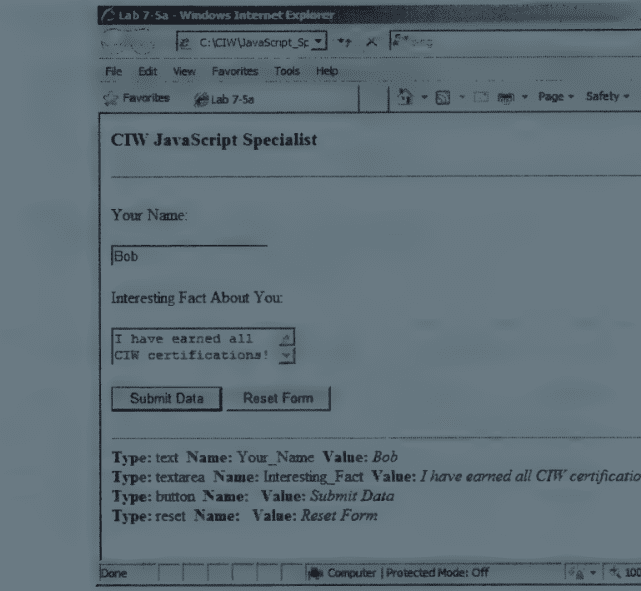 Lab 7-5a - Windows Internet Explorer
C:\CIW\JavaScript_Sp
File Edit View Favorites Tools Help
Favorites Lab 7-5a Page Safety
CIW JavaScript Specialist
Your Name:
Bob
Interesting Fact About You:
I have earned all
CIW certifications!
Submit Data Reset Form
Type: text Name: Your_Name Value: Bob
Type: textarea Name: Interesting_Fact Value: I have earned all CIW certificatio
Type: button Name: Value: Submit Data
Type: reset Name: Value: Reset Form
Done Computer | Protected Mode: Off 100